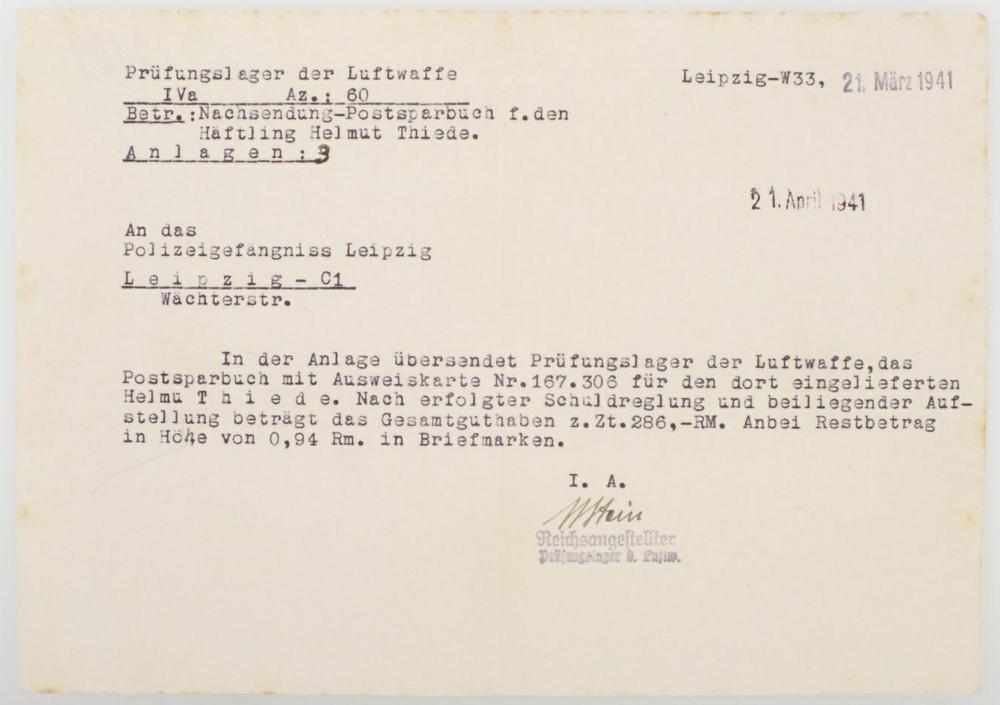 Prüfungslager der Luftwaffe
Leipzig-W33, 21. März 1941
IVa Az.: 60
Betr.:Nachsendung-Postsparbuch f.den
Häftling Helmut Thiede.
A n l a g e n : 3
21. April 1941
An das
Polizeigefängniss Leipzig
L e i p z i g - C1
Wächterstr.
In der Anlage übersendet Prüfungslager der Luftwaffe,das
Postsparbuch mit Ausweiskarte Nr.167.306 für den dort eingelieferten
Helmu T h i e d e. Nach erfolgter Schuldreglung und beiliegender Auf-
stellung beträgt das Gesamtguthaben z.Zt.286,-RM. Anbei Restbetrag
in Höhe von 0,94 Rm. in Briefmarken.
I. A.
Stein
Reichsangestellter
Prüfungslager d. Luftw.